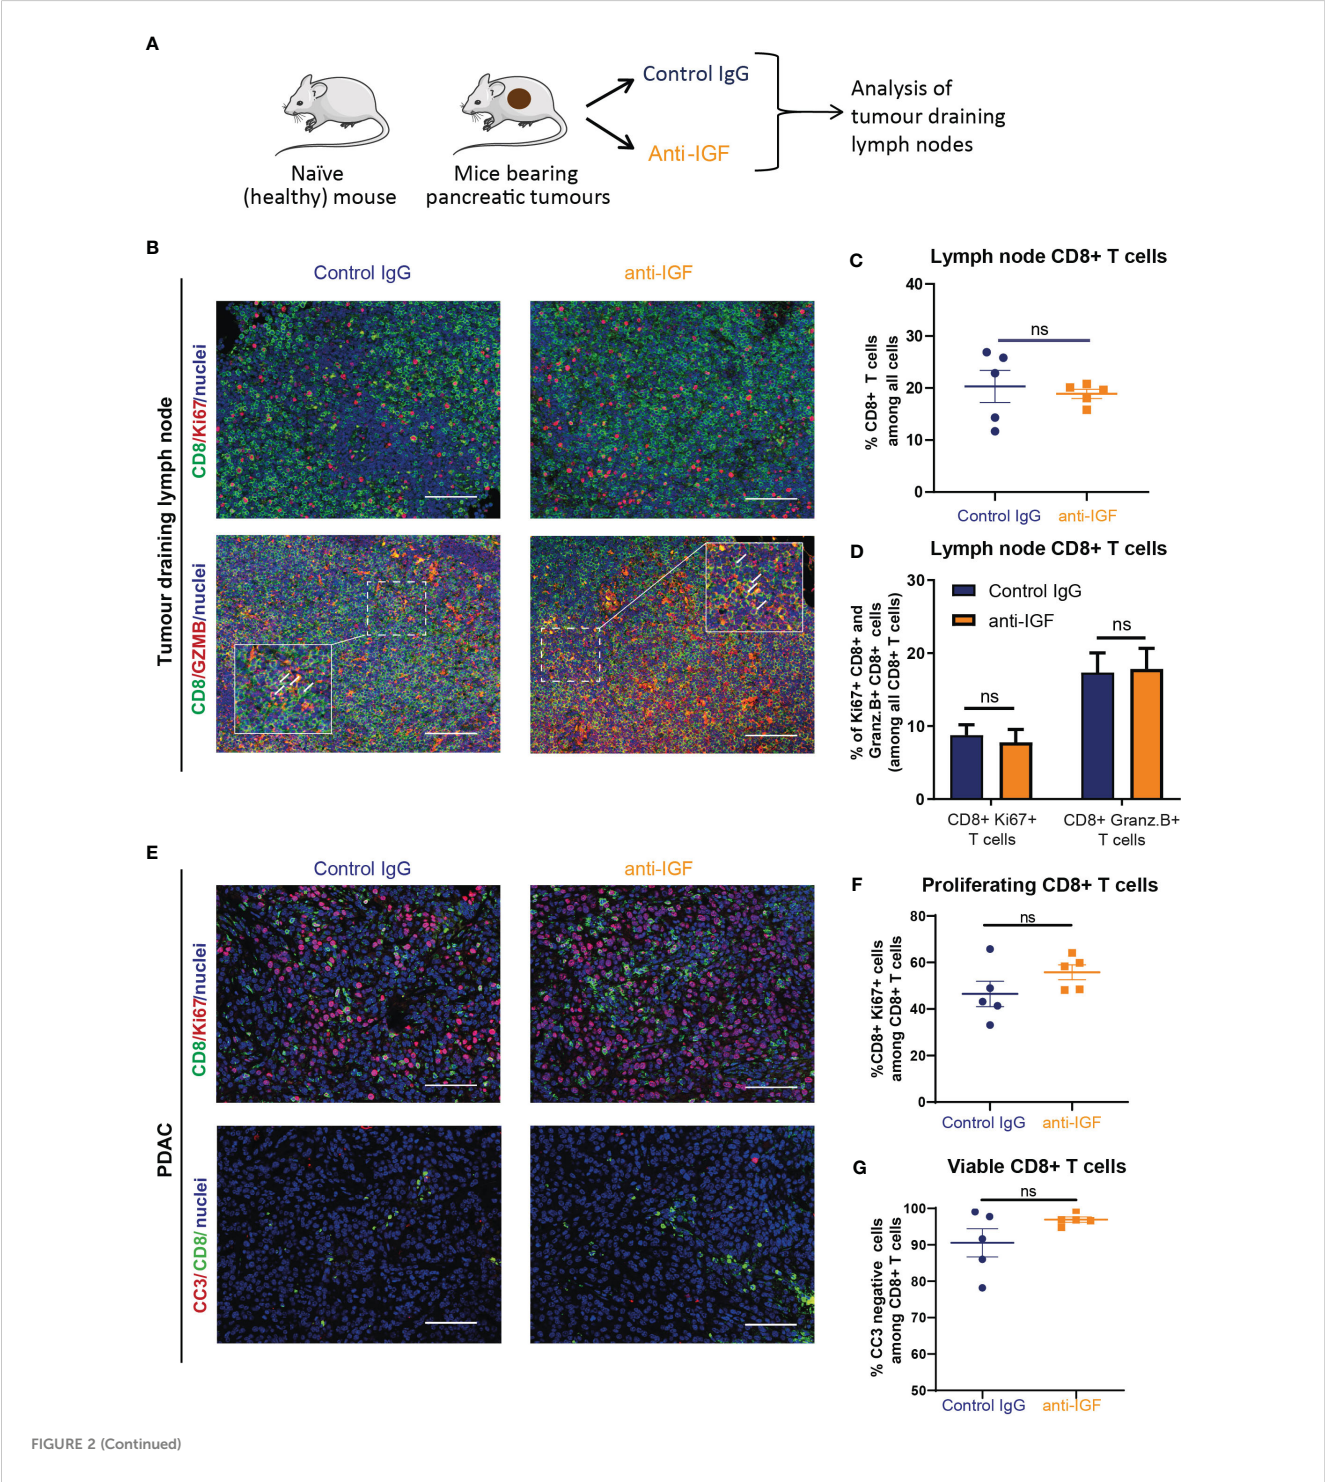 A
Naïve
(healthy) mouse
Mice bearing
pancreatic tumours
Control IgG
Anti-IGF
Analysis of
tumour draining
lymph nodes
B
Control IgG
anti-IGF
Tumour draining lymph node
CD8/Ki67/nuclei
CD8/GZMB/nuclei
C
Lymph node CD8+ T cells
% CD8+ T cells
among all cells
40
30
20
10
0
ns
Control IgG
anti-IGF
D
Lymph node CD8+ T cells
% of Ki67+ CD8+ and
Granz.B+ CD8+ cells
(among all CD8+ T cells)
30
20
10
0
Control IgG
anti-IGF
ns
ns
CD8+ Ki67+
T cells
CD8+ Granz.B+
T cells
E
Control IgG
anti-IGF
PDAC
CD8/Ki67/nuclei
CC3/CD8/nuclei
F
Proliferating CD8+ T cells
%CD8+ Ki67+ cells
among CD8+ T cells
80
60
40
20
0
ns
Control IgG
anti-IGF
G
Viable CD8+ T cells
% CC3 negative cells
among CD8+ T cells
100
90
80
70
60
50
ns
Control IgG
anti-IGF
FIGURE 2 (Continued)